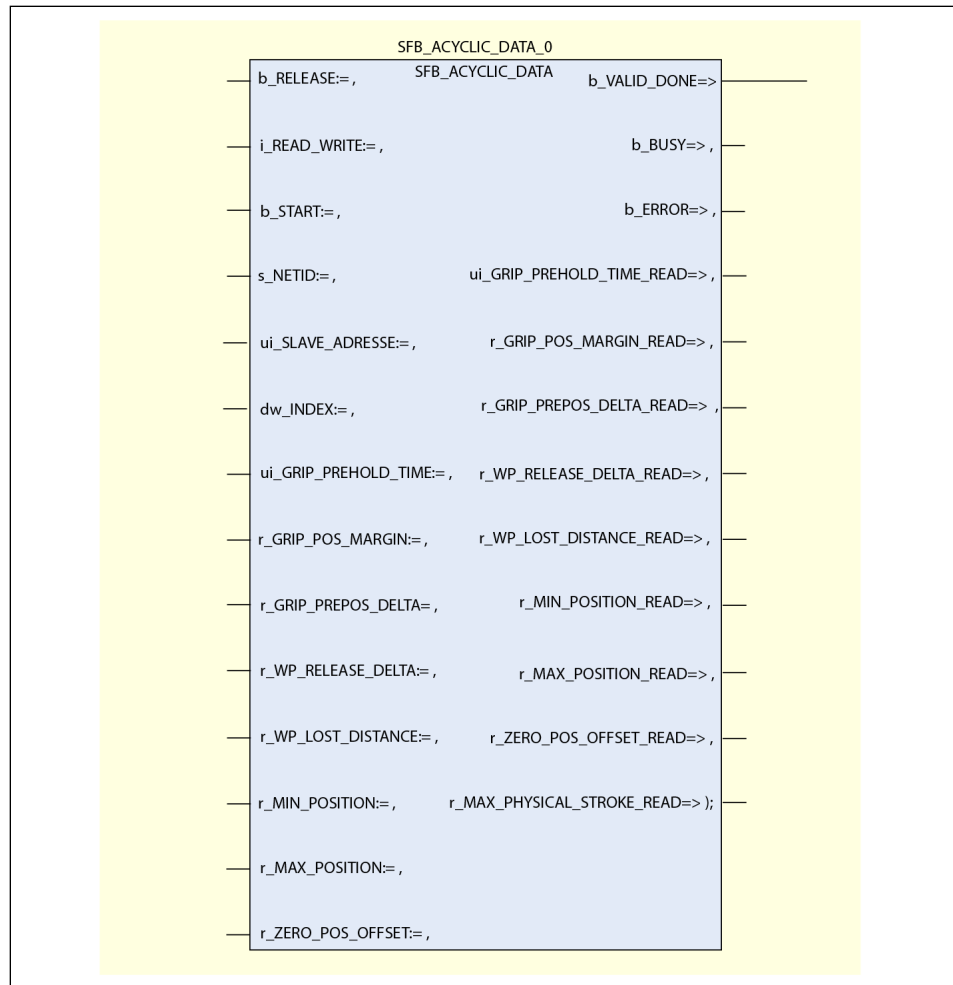 SFB_ACYCLIC_DATA_0
SFB_ACYCLIC_DATA
b_RELEASE:= , b_VALID_DONE=>
i_READ_WRITE:= , b_BUSY=> ,
b_START:= , b_ERROR=> ,
s_NETID:= , ui_GRIP_PREHOLD_TIME_READ=> ,
ui_SLAVE_ADRESSE:= , r_GRIP_POS_MARGIN_READ=> ,
dw_INDEX:= , r_GRIP_PREPOS_DELTA_READ=> ,
ui_GRIP_PREHOLD_TIME:= , r_WP_RELEASE_DELTA_READ=> ,
r_GRIP_POS_MARGIN:= , r_WP_LOST_DISTANCE_READ=> ,
r_GRIP_PREPOS_DELTA= , r_MIN_POSITION_READ=> ,
r_WP_RELEASE_DELTA:= , r_MAX_POSITION_READ=> ,
r_WP_LOST_DISTANCE:= , r_ZERO_POS_OFFSET_READ=> ,
r_MIN_POSITION:= , r_MAX_PHYSICAL_STROKE_READ=> );
r_MAX_POSITION:= ,
r_ZERO_POS_OFFSET:= ,